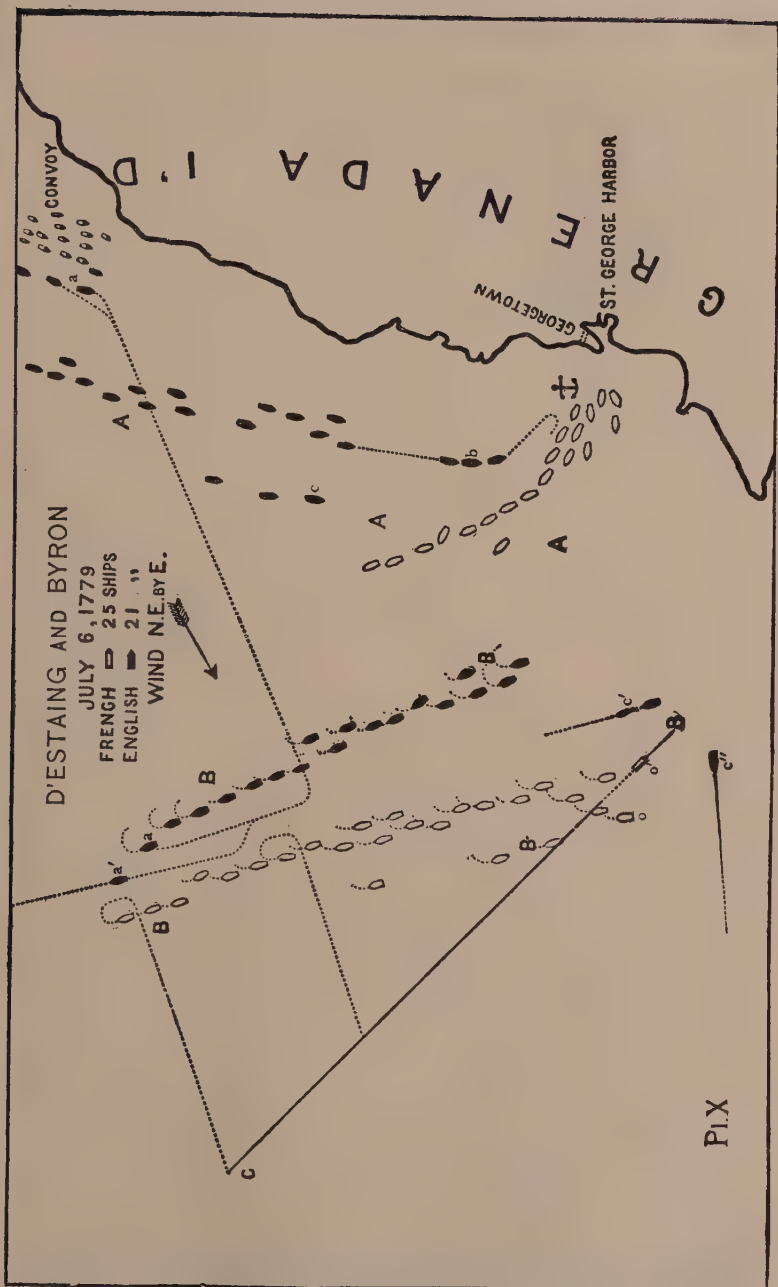 D'ESTAING AND BYRON
JULY 6, 1779
FRENCH 25 SHIPS
ENGLISH 21 "
WIND N.E. BY E.
CONVOY
GRENADA I'D
GEORGETOWN
ST. GEORGE HARBOR
a
A
b
c
A
A
B
a
a'
B
B'
B
B'
c'
c"
o
o
C
Pl. X